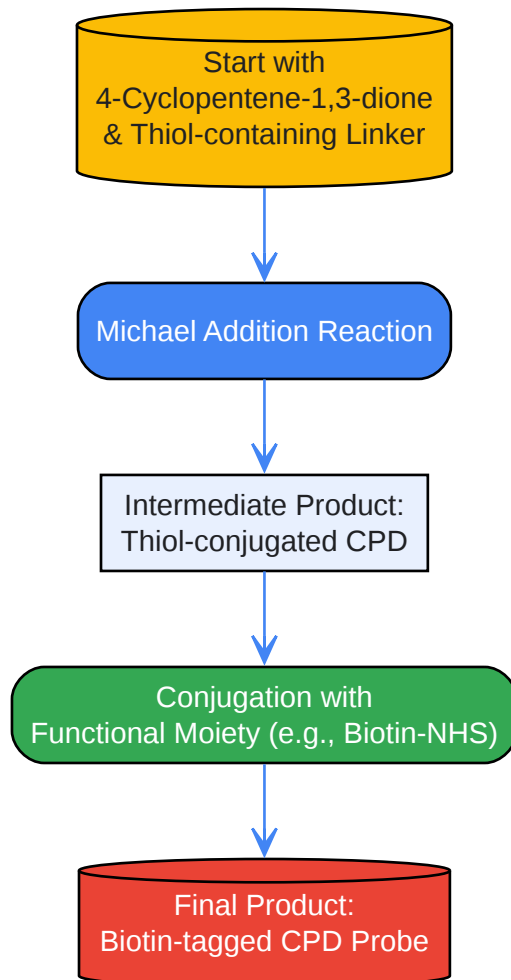 Start with
4-Cyclopentene-1,3-dione
& Thiol-containing Linker
Michael Addition Reaction
Intermediate Product:
Thiol-conjugated CPD
Conjugation with
Functional Moiety (e.g., Biotin-NHS)
Final Product:
Biotin-tagged CPD Probe